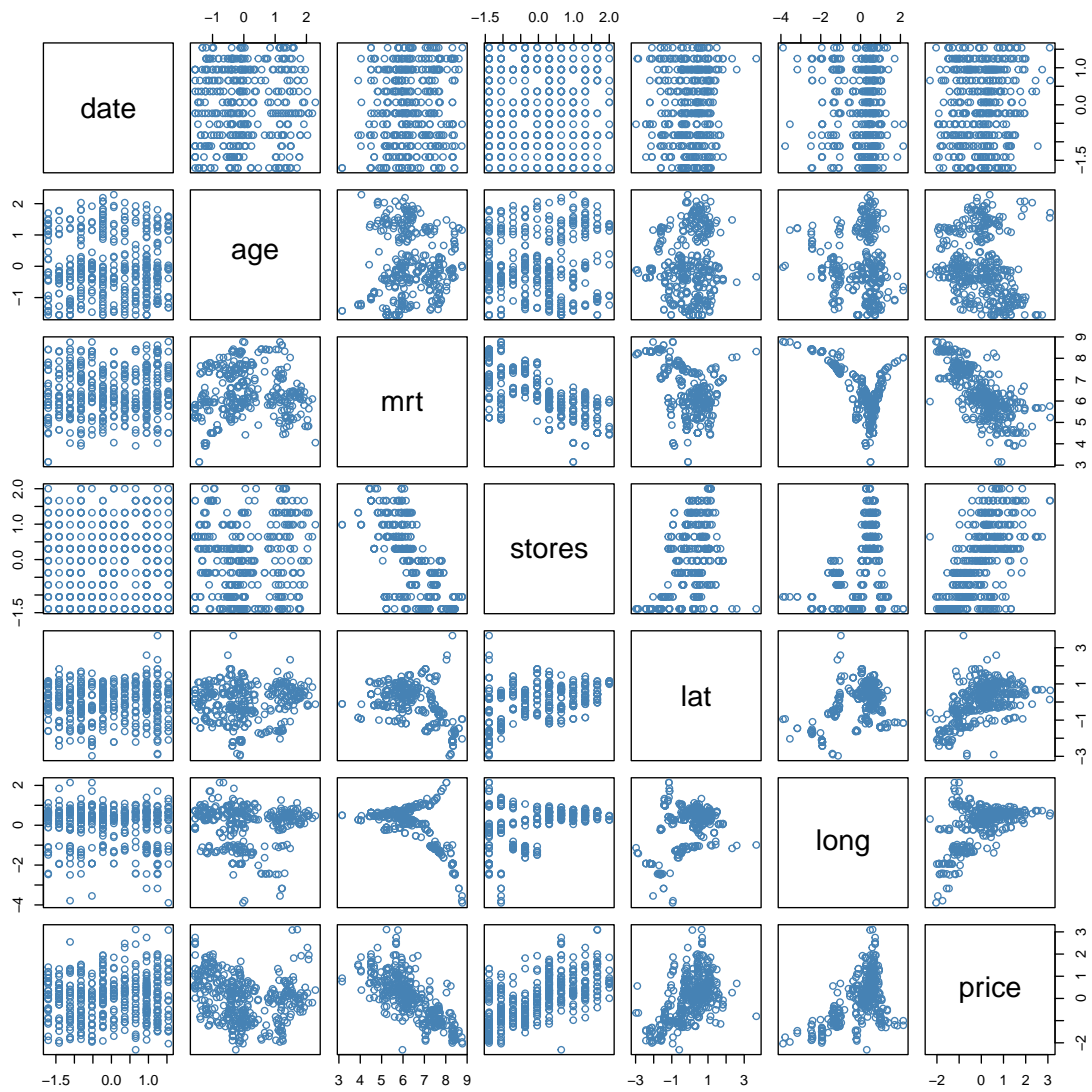 −1 0 1 2 −1.5 0.0 1.0 2.0 −4 −2 0 2
date
−1.5 0.0 1.0
−1 0 1 2
age
mrt
3 4 5 6 7 8 9
−1.5 0.0 1.0 2.0
stores
lat
−3 −1 1 3
−4 −2 0 2
long
price
−2 0 1 2 3
−1.5 0.0 1.0 3 4 5 6 7 8 9 −3 −1 1 3 −2 0 1 2 3